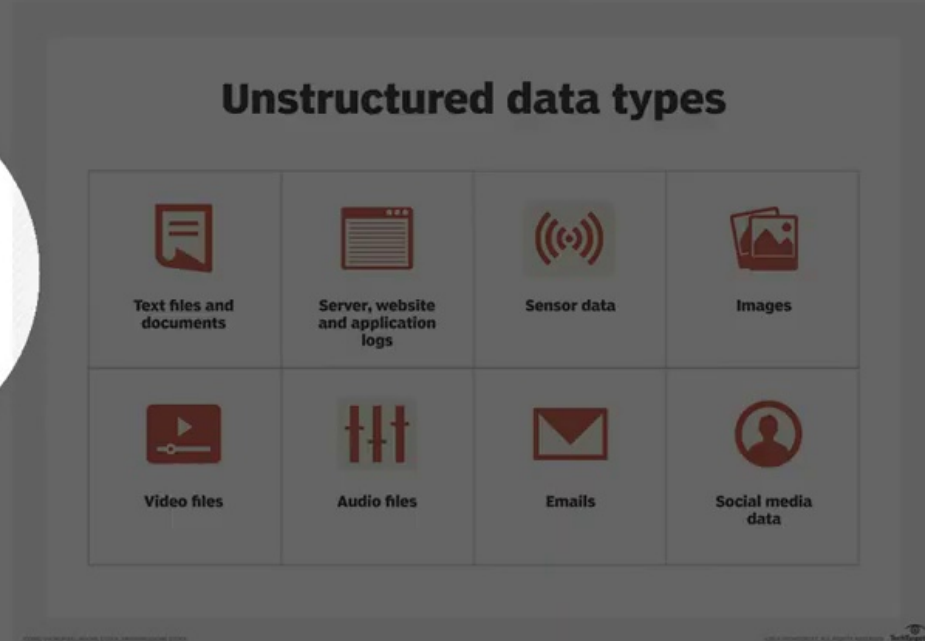 Unstructured data types
Text files and
documents
Server, website
and application
logs
Sensor data
Images
Video files
Audio files
Emails
Social media
data